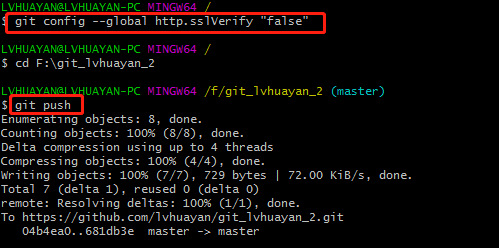 LVHUAYAN@LVHUAYAN-PC MINGW64 /
$ git config --global http.sslVerify "false"
LVHUAYAN@LVHUAYAN-PC MINGW64 /
$ cd F:\git_lvhuayan_2
LVHUAYAN@LVHUAYAN-PC MINGW64 /f/git_lvhuayan_2 (master)
$ git push
Enumerating objects: 8, done.
Counting objects: 100% (8/8), done.
Delta compression using up to 4 threads
Compressing objects: 100% (4/4), done.
Writing objects: 100% (7/7), 729 bytes | 72.00 KiB/s, done.
Total 7 (delta 1), reused 0 (delta 0)
remote: Resolving deltas: 100% (1/1), done.
To https://github.com/lvhuayan/git_lvhuayan_2.git
04b4ea0..681db3e  master -> master